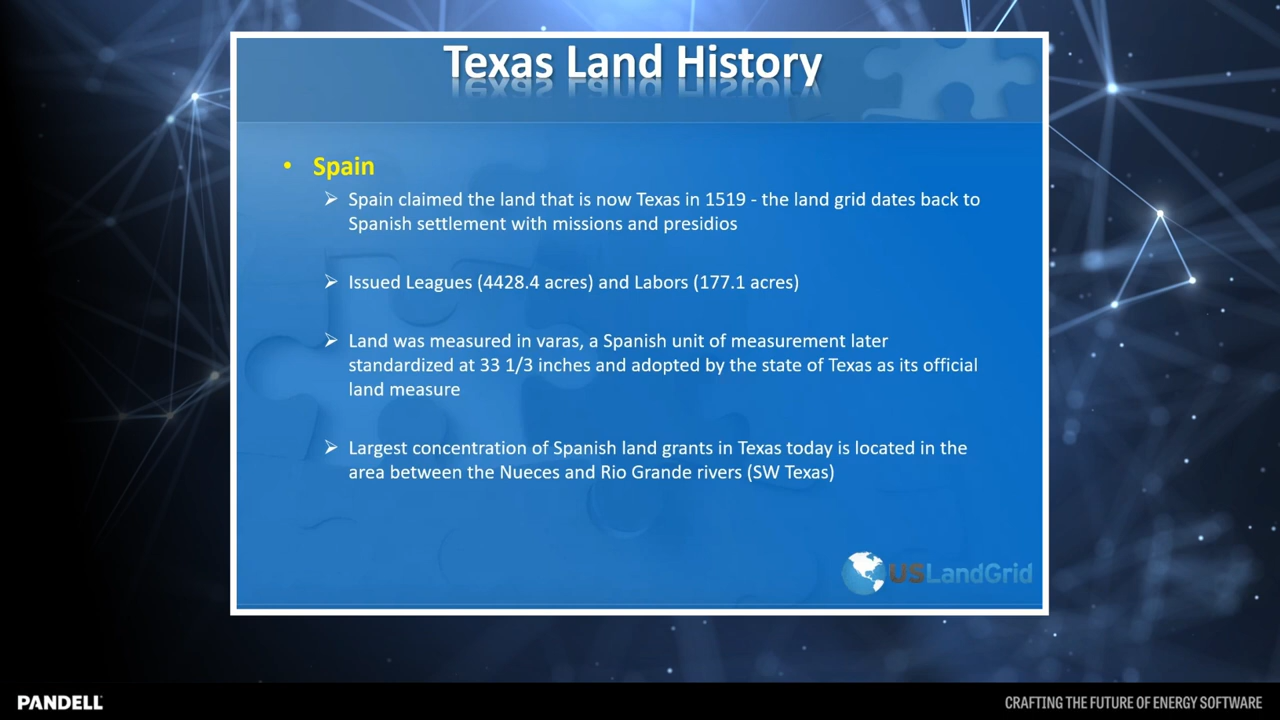 Texas Land History
• Spain
➢ Spain claimed the land that is now Texas in 1519 - the land grid dates back to
Spanish settlement with missions and presidios
➢ Issued Leagues (4428.4 acres) and Labors (177.1 acres)
➢ Land was measured in varas, a Spanish unit of measurement later
standardized at 33 1/3 inches and adopted by the state of Texas as its official
land measure
➢ Largest concentration of Spanish land grants in Texas today is located in the
area between the Nueces and Rio Grande rivers (SW Texas)
USLandGrid
PANDELL
CRAFTING THE FUTURE OF ENERGY SOFTWARE